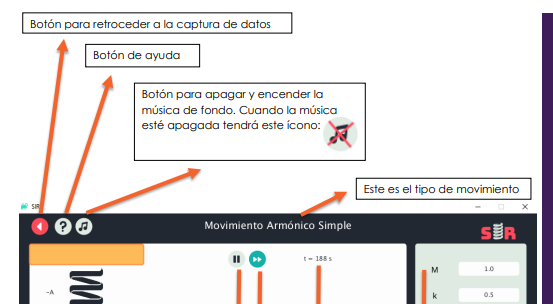 Botón para retroceder a la captura de datos
Botón de ayuda
Botón para apagar y encender la
música de fondo. Cuando la música
esté apagada tendrá este ícono:
Este es el tipo de movimiento
SIR
?
Movimiento Armónico Simple
SIR
t = 188 s
M 1.0
-A
k 0.5